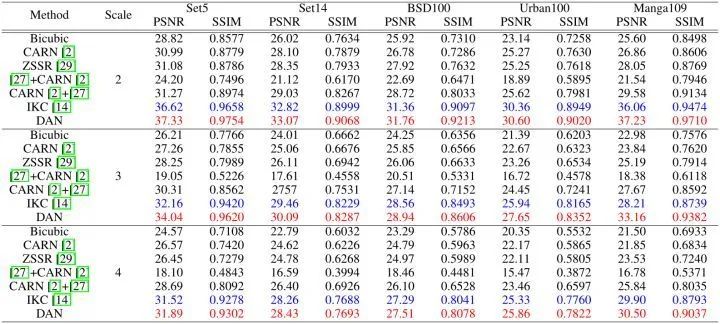 Method Scale Set5 Set14 BSD100 Urban100 Manga109
PSNR SSIM PSNR SSIM PSNR SSIM PSNR SSIM PSNR SSIM
Bicubic 28.82 0.8577 26.02 0.7634 25.92 0.7310 23.14 0.7258 25.60 0.8498
CARN [2 30.99 0.8779 28.10 0.7879 26.78 0.7286 25.27 0.7630 26.86 0.8606
ZSSR [29 31.08 0.8786 28.35 0.7933 27.92 0.7632 25.25 0.7618 28.05 0.8769
[27+CARN [2 2 24.20 0.7496 21.12 0.6170 22.69 0.6471 18.89 0.5895 21.54 0.7946
CARN [2+[27 31.27 0.8974 29.03 0.8267 28.72 0.8033 25.62 0.7981 29.58 0.9134
IKC [14 36.62 0.9658 32.82 0.8999 31.36 0.9097 30.36 0.8949 36.06 0.9474
DAN 37.33 0.9754 33.07 0.9068 31.76 0.9213 30.60 0.9020 37.23 0.9710
Bicubic 26.21 0.7766 24.01 0.6662 24.25 0.6356 21.39 0.6203 22.98 0.7576
CARN [2 27.26 0.7855 25.06 0.6676 25.85 0.6566 22.67 0.6323 23.84 0.7620
ZSSR [29 28.25 0.7989 26.11 0.6942 26.06 0.6633 23.26 0.6534 25.19 0.7914
[27+CARN [2 3 19.05 0.5226 17.61 0.4558 20.51 0.5331 16.72 0.4578 18.38 0.6118
CARN [2+[27 30.31 0.8562 2757 0.7531 27.14 0.7152 24.45 0.7241 27.67 0.8592
IKC [14 32.16 0.9420 29.46 0.8229 28.56 0.8493 25.94 0.8165 28.21 0.8739
DAN 34.04 0.9620 30.09 0.8287 28.94 0.8606 27.65 0.8352 33.16 0.9382
Bicubic 24.57 0.7108 22.79 0.6032 23.29 0.5786 20.35 0.5532 21.50 0.6933
CARN [2 26.57 0.7420 24.62 0.6226 24.79 0.5963 22.17 0.5865 21.85 0.6834
ZSSR [29 26.45 0.7279 24.78 0.6268 24.97 0.5989 22.11 0.5805 23.53 0.7240
[27+CARN [2 4 18.10 0.4843 16.59 0.3994 18.46 0.4481 15.47 0.3872 16.78 0.5371
CARN [2+[27 28.69 0.8092 26.40 0.6926 26.10 0.6528 23.46 0.6597 25.84 0.8035
IKC [14 31.52 0.9278 28.26 0.7688 27.29 0.8041 25.33 0.7760 29.90 0.8793
DAN 31.89 0.9302 28.43 0.7693 27.51 0.8078 25.86 0.7822 30.50 0.9037